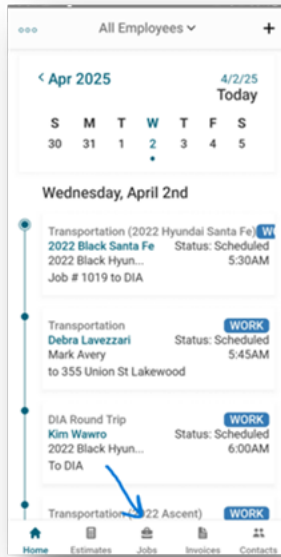 All Employees
+
< Apr 2025
4/2/25
Today
S M T W T F S
30 31 1 2 3 4 5
Wednesday, April 2nd
Transportation (2022 Hyundai Santa Fe)
2022 Black Santa Fe Status: Scheduled
2022 Black Hyun... 5:30AM
Job # 1019 to DIA
Transportation WORK
Debra Lavezzari Status: Scheduled
Mark Avery 5:45AM
to 355 Union St Lakewood
DIA Round Trip WORK
Kim Wawro Status: Scheduled
2022 Black Hyun... 6:00AM
To DIA
Transportation (2022 Ascent) WORK
Home Estimates Jobs Invoices Contacts